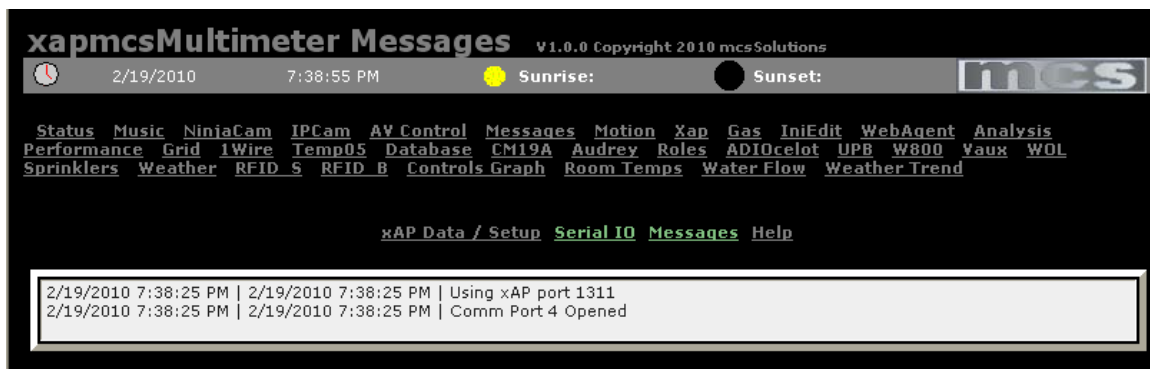 xapmcsMultimeter Messages V1.0.0 Copyright 2010 mcsSolutions
2/19/2010 7:38:55 PM Sunrise: Sunset: mcs
Status Music NinjaCam IPCam AV Control Messages Motion Xap Gas IniEdit WebAgent Analysis
Performance Grid 1Wire Temp05 Database CM19A Audrey Roles ADIOcelot UPB W800 Vaux WOL
Sprinklers Weather RFID_S RFID_B Controls Graph Room Temps Water Flow Weather Trend
xAP Data / Setup Serial IO Messages Help
2/19/2010 7:38:25 PM | 2/19/2010 7:38:25 PM | Using xAP port 1311
2/19/2010 7:38:25 PM | 2/19/2010 7:38:25 PM | Comm Port 4 Opened